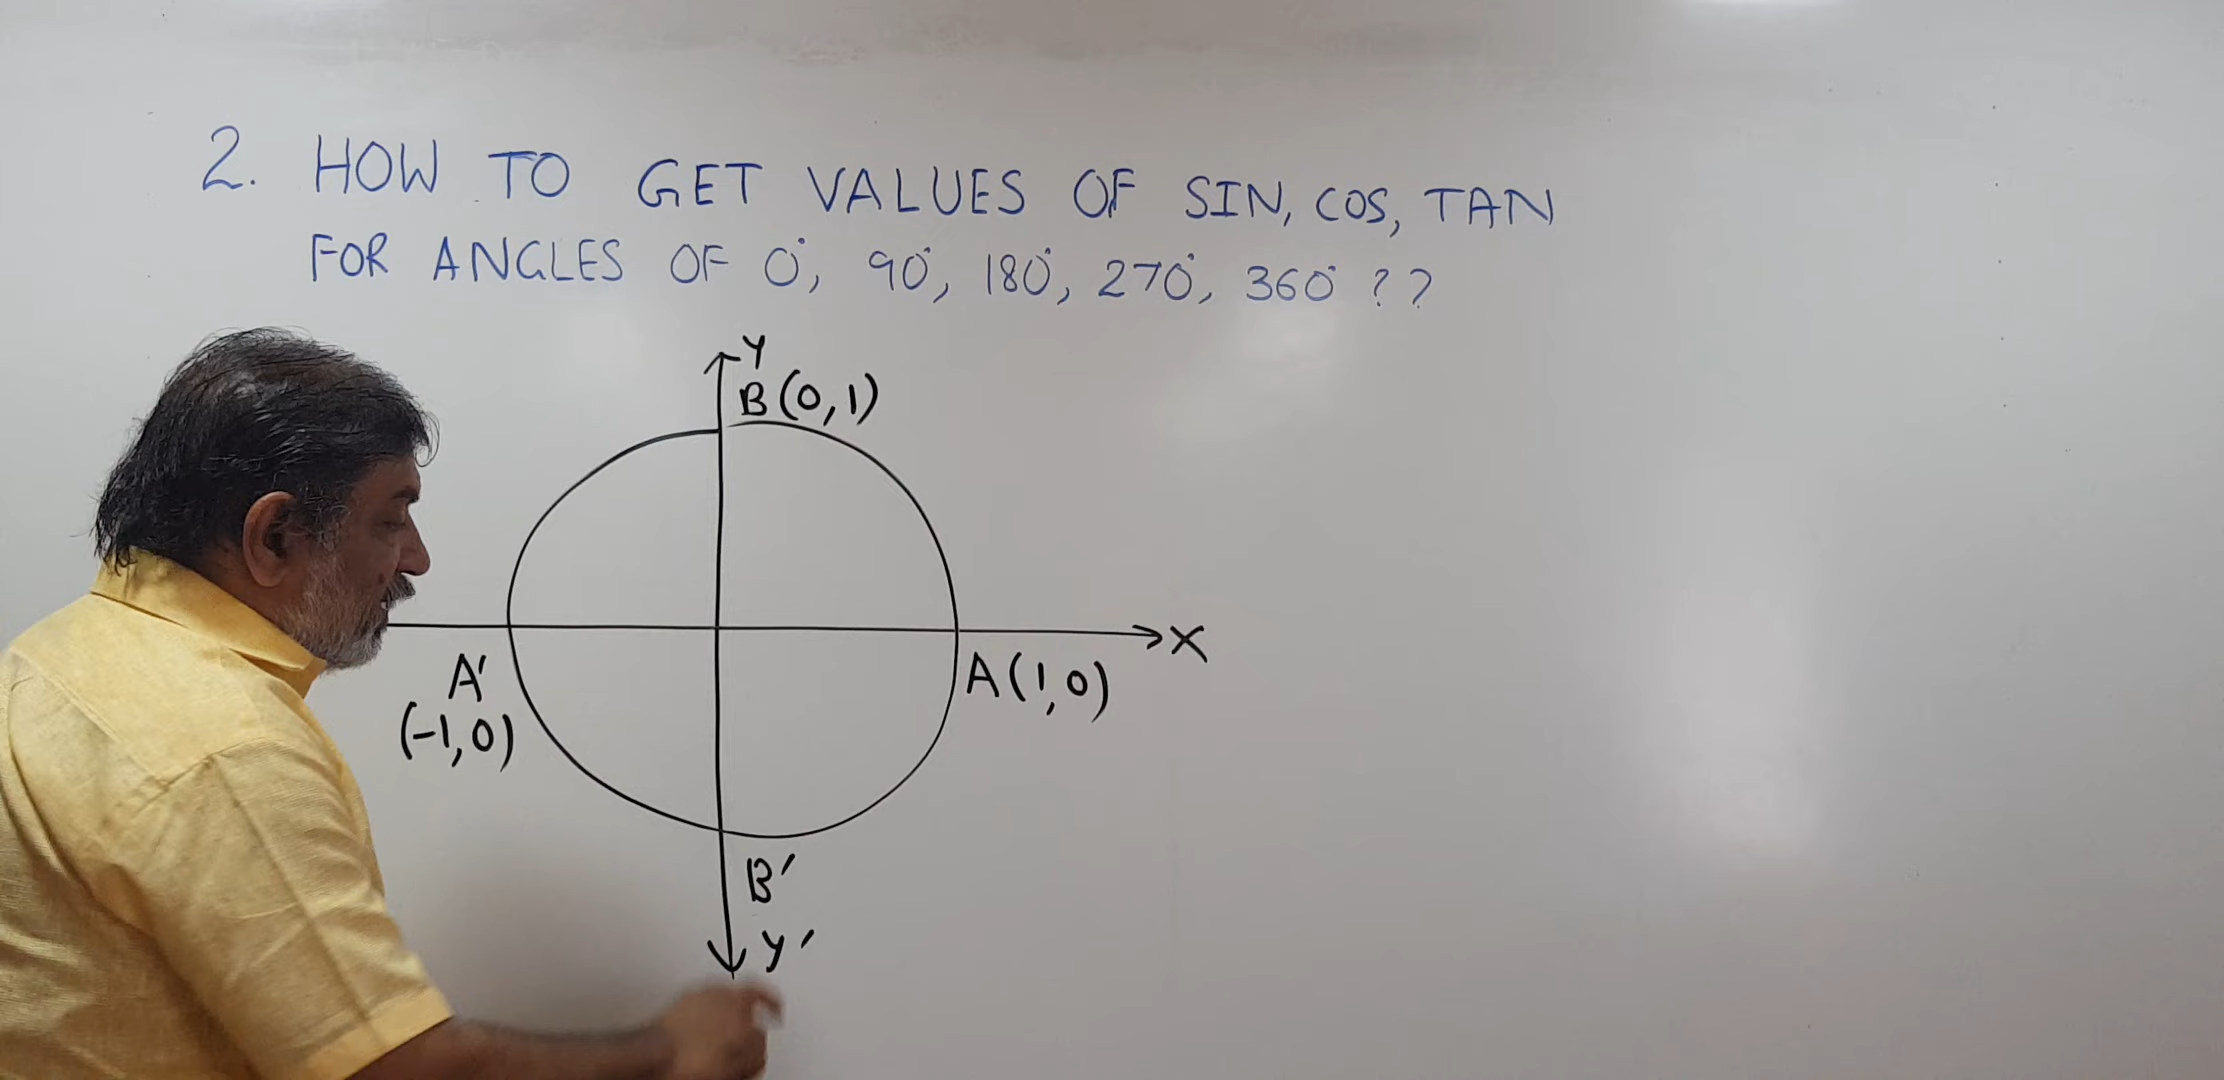 2. HOW TO GET VALUES OF SIN, COS, TAN
FOR ANGLES OF 0°, 90°, 180°, 270°, 360° ??
Y
B(0,1)
X
A'
(-1,0)
A(1,0)
B'
Y'